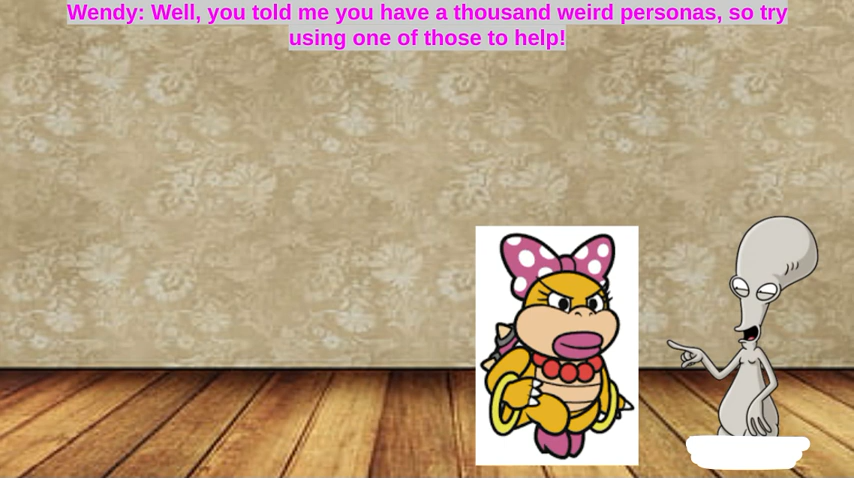 Wendy: Well, you told me you have a thousand weird personas, so try
using one of those to help!